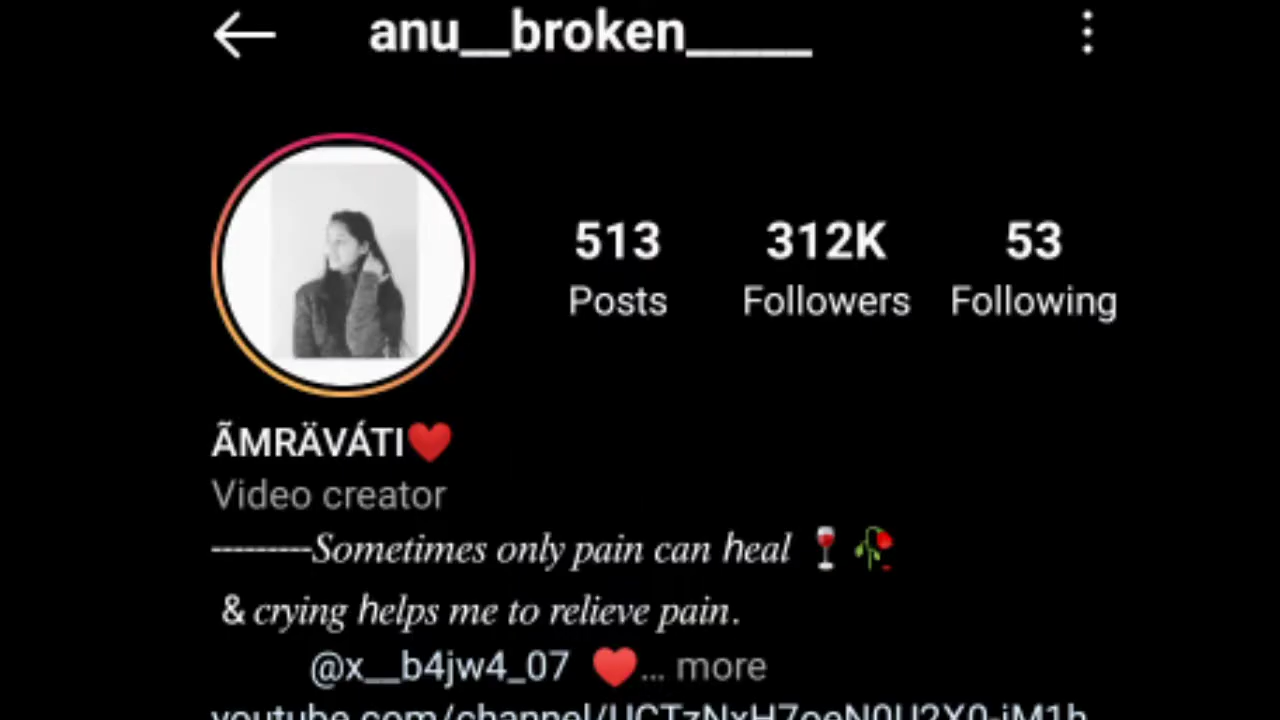 anu__broken_____
513 312K 53
Posts Followers Following
ÃMRÄVÁTI❤️
Video creator
----------Sometimes only pain can heal 🍷🥀
& crying helps me to relieve pain.
@x__b4jw4_07 ❤️... more